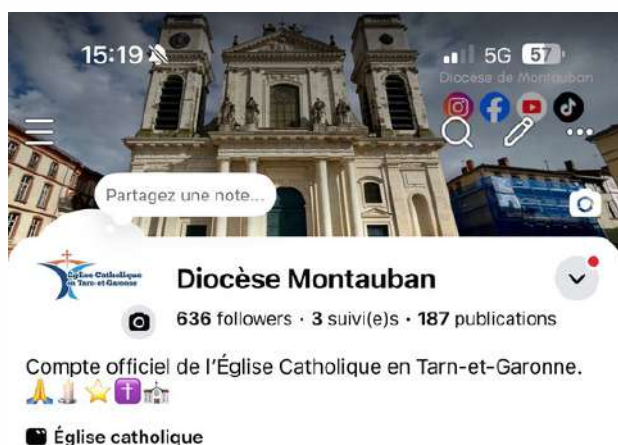 15:19 5G 57
Diocèse de Montauban
Partagez une note...
Église Catholique
en Tarn-et-Garonne
Diocèse Montauban
636 followers · 3 suivi(e)s · 187 publications
Compte officiel de l’Église Catholique en Tarn-et-Garonne.
🙏🕯️⭐✝️⛪
Église catholique